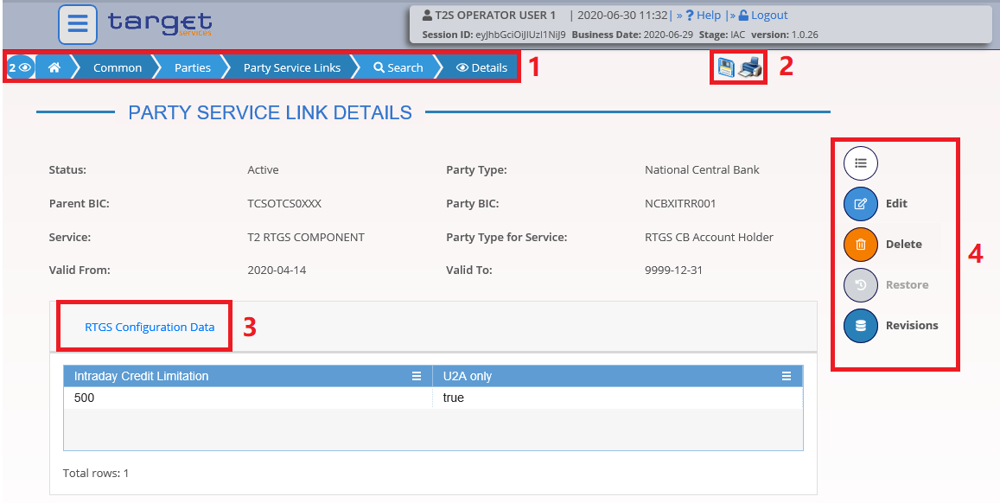 target
services
T2S OPERATOR USER 1 | 2020-06-30 11:32| » ? Help |» Logout
Session ID: eyJhbGciOiJIUzI1NiJ9 Business Date: 2020-06-29 Stage: IAC version: 1.0.26
2 Common Parties Party Service Links Search Details 1 2
PARTY SERVICE LINK DETAILS
Status: Active Party Type: National Central Bank
Parent BIC: TCSOTCS0XXX Party BIC: NCBXITRR001
Service: T2 RTGS COMPONENT Party Type for Service: RTGS CB Account Holder
Valid From: 2020-04-14 Valid To: 9999-12-31
Edit
Delete
Restore
Revisions
4
RTGS Configuration Data 3
Intraday Credit Limitation U2A only
500 true
Total rows: 1